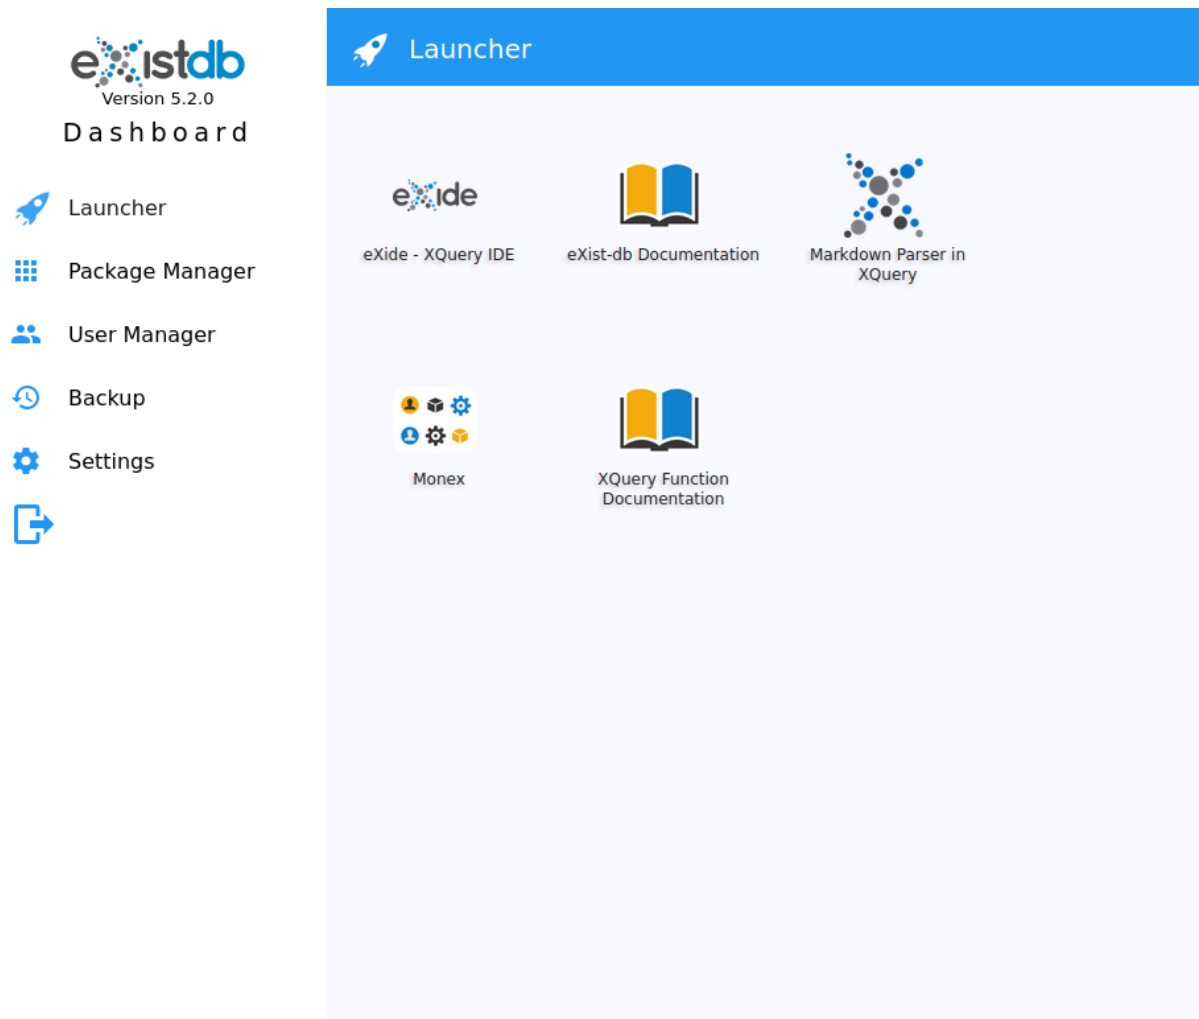 eXistdb
Version 5.2.0
Dashboard
Launcher
Package Manager
User Manager
Backup
Settings
Launcher
eXide
eXide - XQuery IDE
eXist-db Documentation
Markdown Parser in
XQuery
Monex
XQuery Function
Documentation